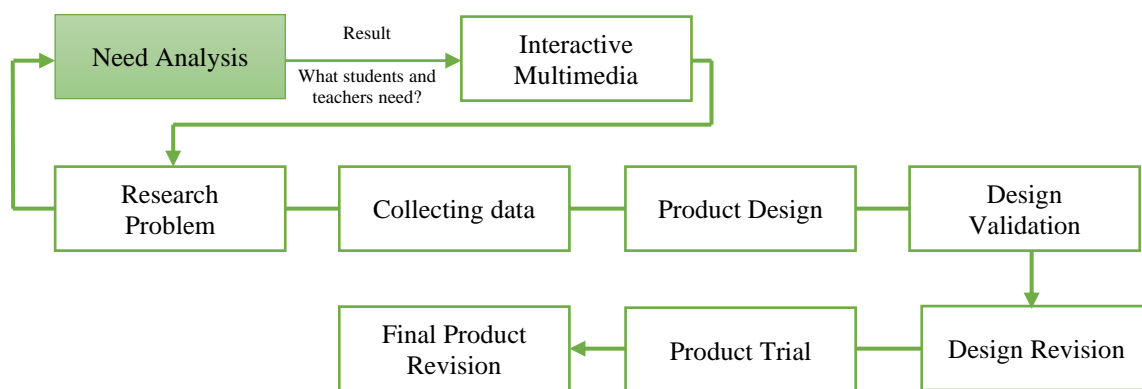 Need Analysis
Result
What students and
teachers need?
Interactive
Multimedia
Research
Problem
Collecting data
Product Design
Design
Validation
Final Product
Revision
Product Trial
Design Revision